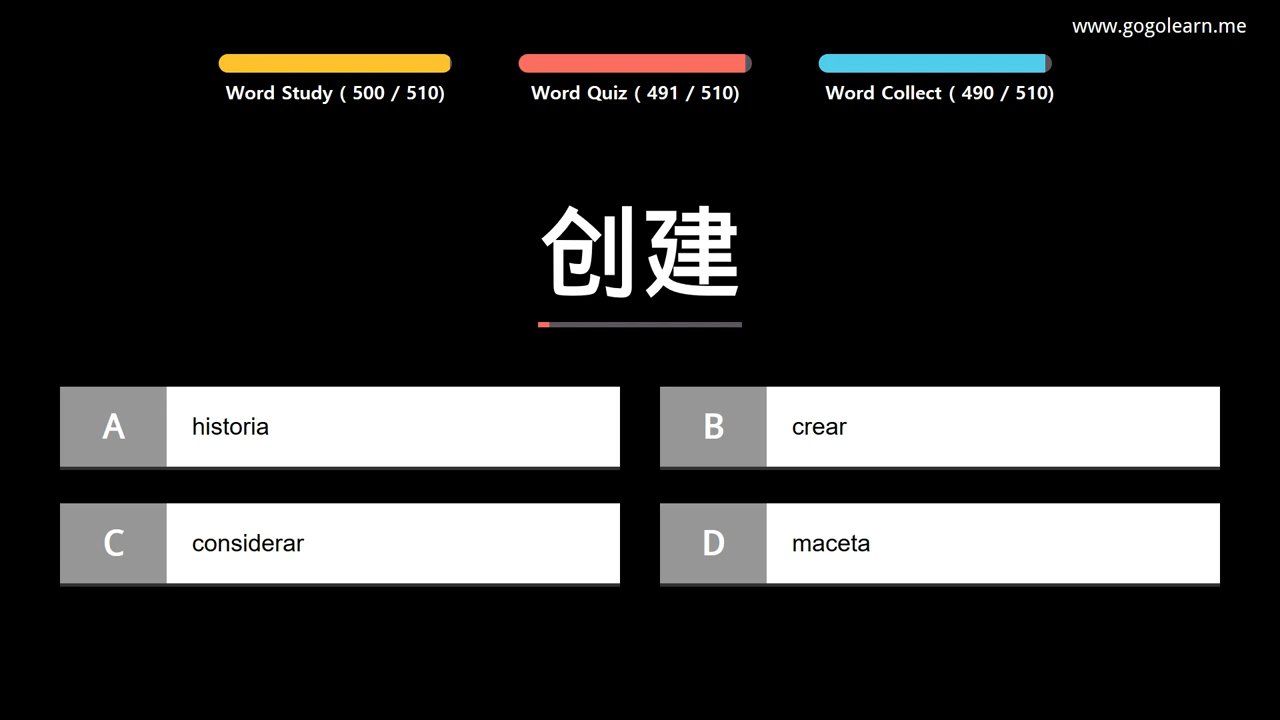 www.gogolearn.me
Word Study ( 500 / 510)
Word Quiz ( 491 / 510)
Word Collect ( 490 / 510)
创建
A
historia
B
crear
C
considerar
D
maceta